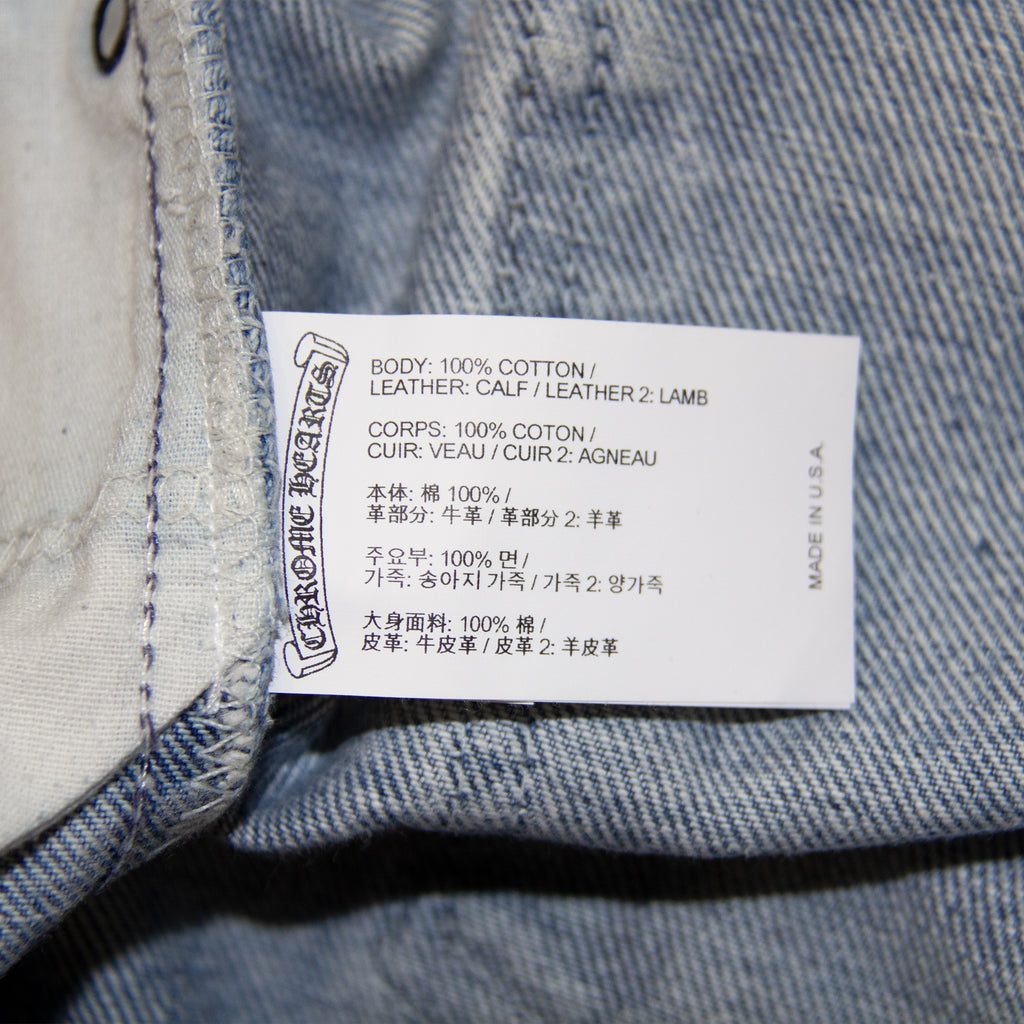 CHROME HEARTS
BODY: 100% COTTON /
LEATHER: CALF / LEATHER 2: LAMB
CORPS: 100% COTON /
CUIR: VEAU / CUIR 2: AGNEAU
本体: 棉 100% /
革部分: 牛革 / 革部分 2: 羊革
주요부: 100% 면 /
가죽: 송아지 가죽 / 가죽 2: 양가죽
大身面料: 100% 棉 /
皮革: 牛皮革 / 皮革 2: 羊皮革
MADE IN U.S.A.